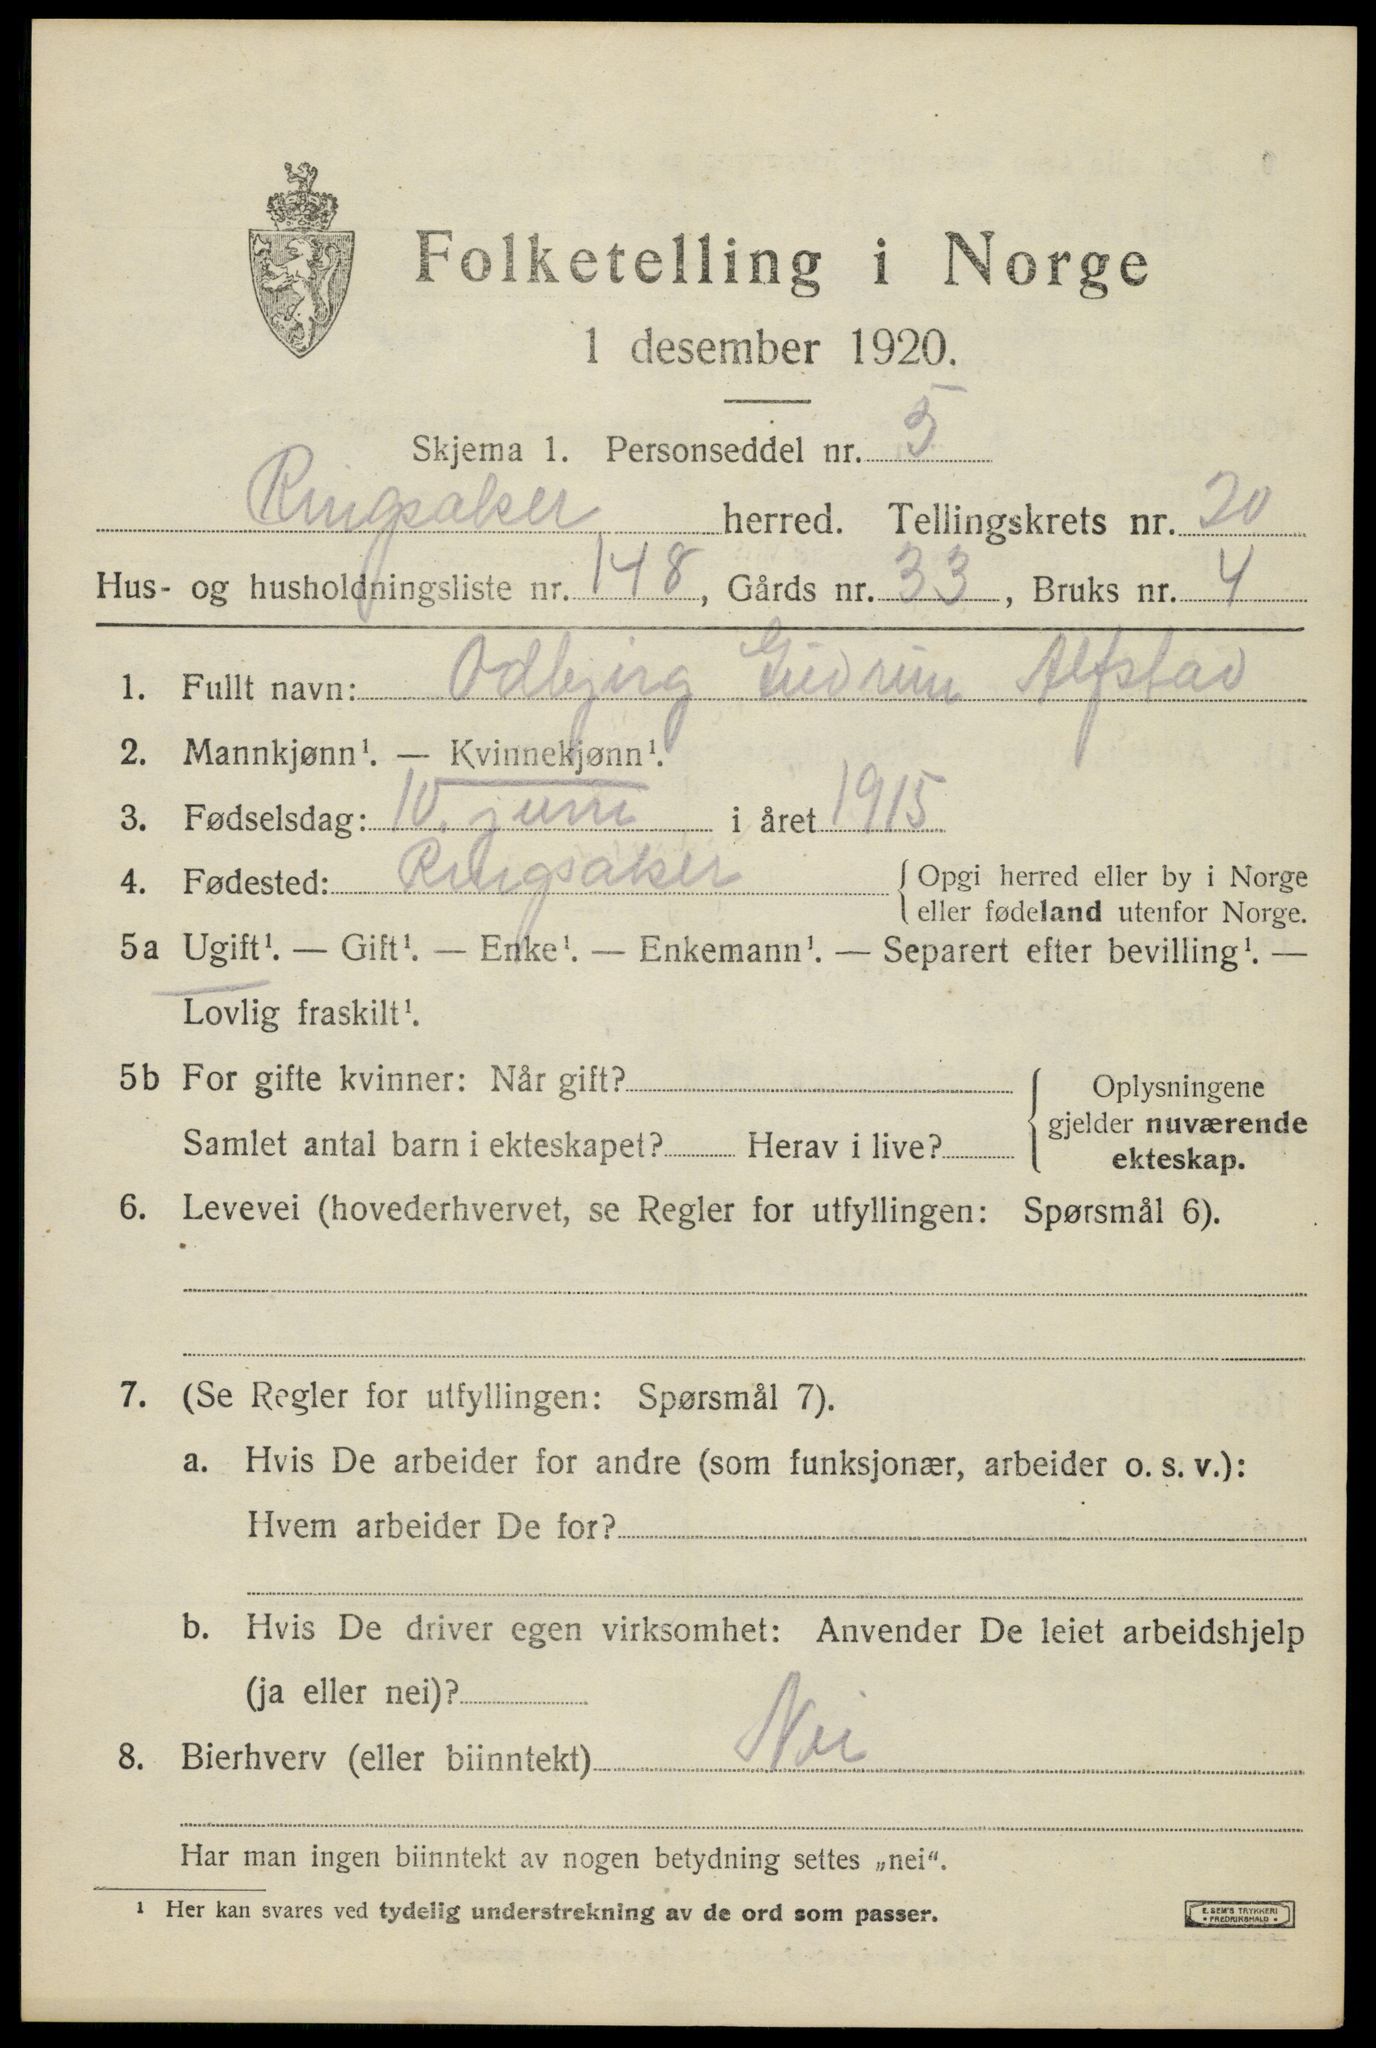 Folketelling i Norge
1 desember 1920.
Skjema 1. Personseddel nr. 5
Ringsaker herred. Tellingskrets nr. 20
Hus- og husholdningsliste nr. 148, Gårds nr. 33, Bruks nr. 4
1. Fullt navn: Odbjørg Gudrun Alfstad
2. Mannkjønn¹. — Kvinnekjønn¹.
3. Fødselsdag: 10. juni i året 1915
4. Fødested: Ringsaker { Opgi herred eller by i Norge
eller fødeland utenfor Norge.
5a Ugift¹. — Gift¹. — Enke¹. — Enkemann¹. — Separert efter bevilling¹. —
Lovlig fraskilt¹.
5b For gifte kvinner: Når gift? { Oplysningene
gjelder nuværende
Samlet antal barn i ekteskapet? Herav i live?
ekteskap.
6. Levevei (hovederhvervet, se Regler for utfyllingen: Spørsmål 6).
7. (Se Regler for utfyllingen: Spørsmål 7).
a. Hvis De arbeider for andre (som funksjonær, arbeider o. s. v.):
Hvem arbeider De for?
b. Hvis De driver egen virksomhet: Anvender De leiet arbeidshjelp
(ja eller nei)?
8. Bierhverv (eller biinntekt) Nei
Har man ingen biinntekt av nogen betydning settes „nei“.
¹ Her kan svares ved tydelig understrekning av de ord som passer.
E. SEM'S TRYKKERI
• FREDRIKSHALD •